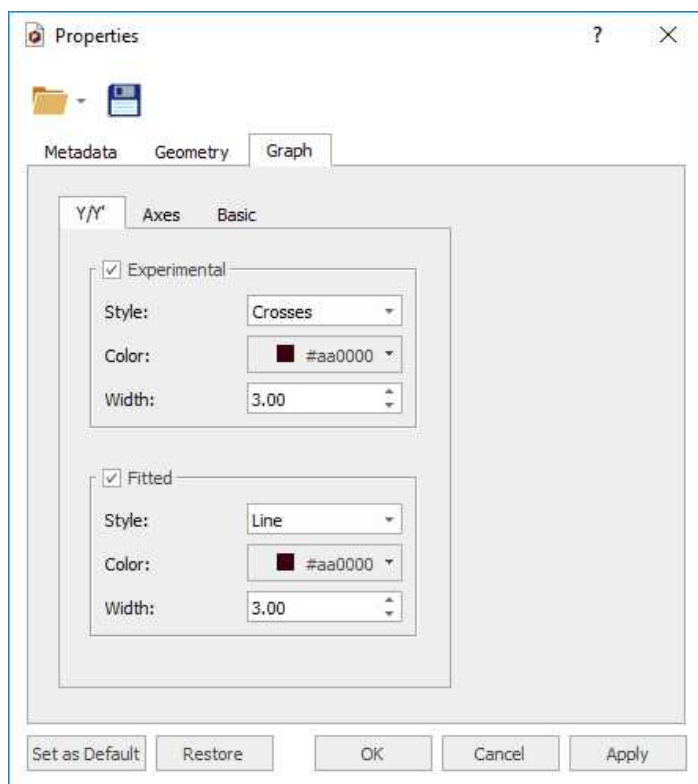 Properties ?
Metadata Geometry Graph
Y/Y' Axes Basic
Experimental
Style: Crosses
Color: #aa0000
Width: 3.00
Fitted
Style: Line
Color: #aa0000
Width: 3.00
Set as Default Restore OK Cancel Apply